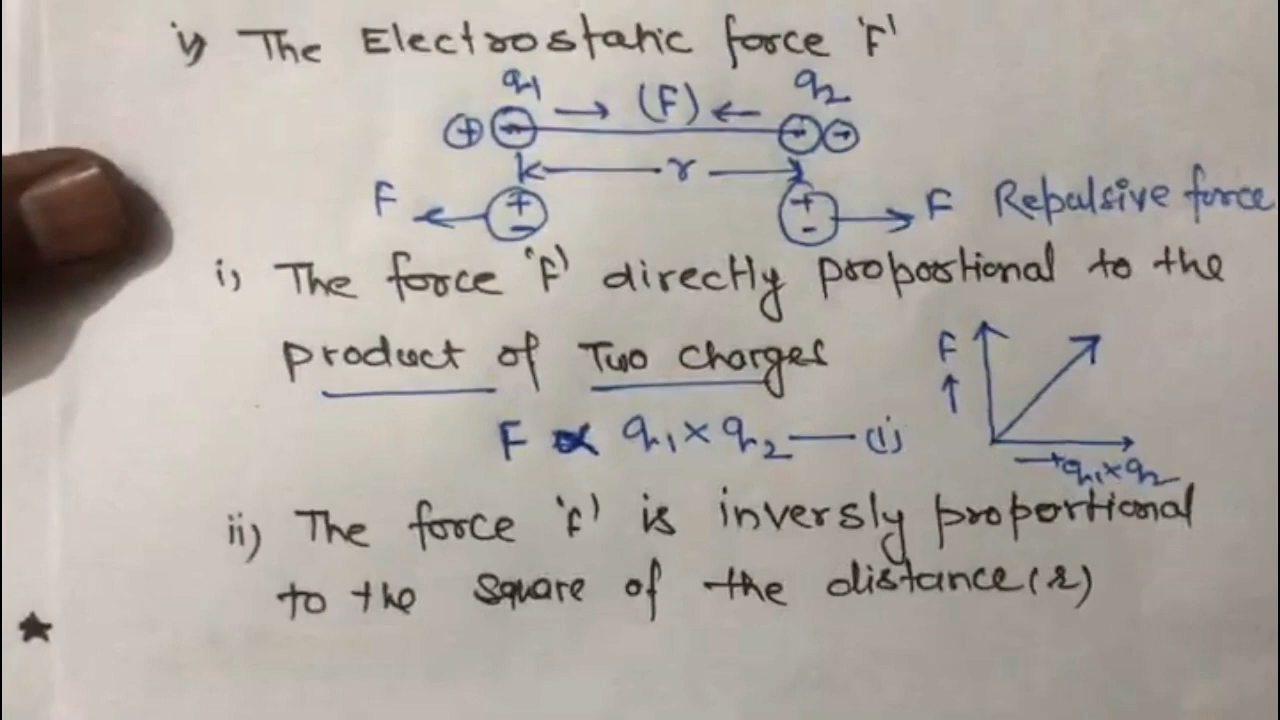 i) The Electrostatic force 'F'
q1 → (F) ← q2
⊕ ⊖ ⊕ ⊖
r
F ← + - + - → F Repulsive force
i) The force 'F' directly proportional to the
product of Two charges
F
↑
F ∝ q1 × q2 — (1)
→ q1×q2
ii) The force 'f' is inversly proportional
to the square of the distance (r)